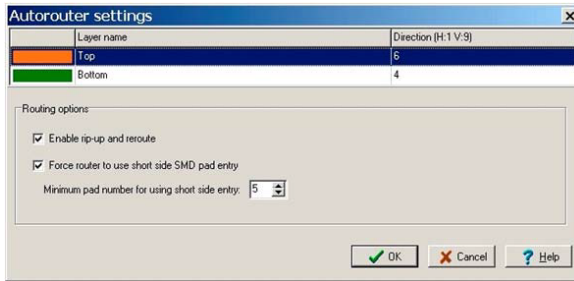 Autorouter settings
Layer name Direction (H:1 V:9)
Top 6
Bottom 4
Routing options
Enable rip-up and reroute
Force router to use short side SMD pad entry
Minimum pad number for using short side entry: 5
OK Cancel Help